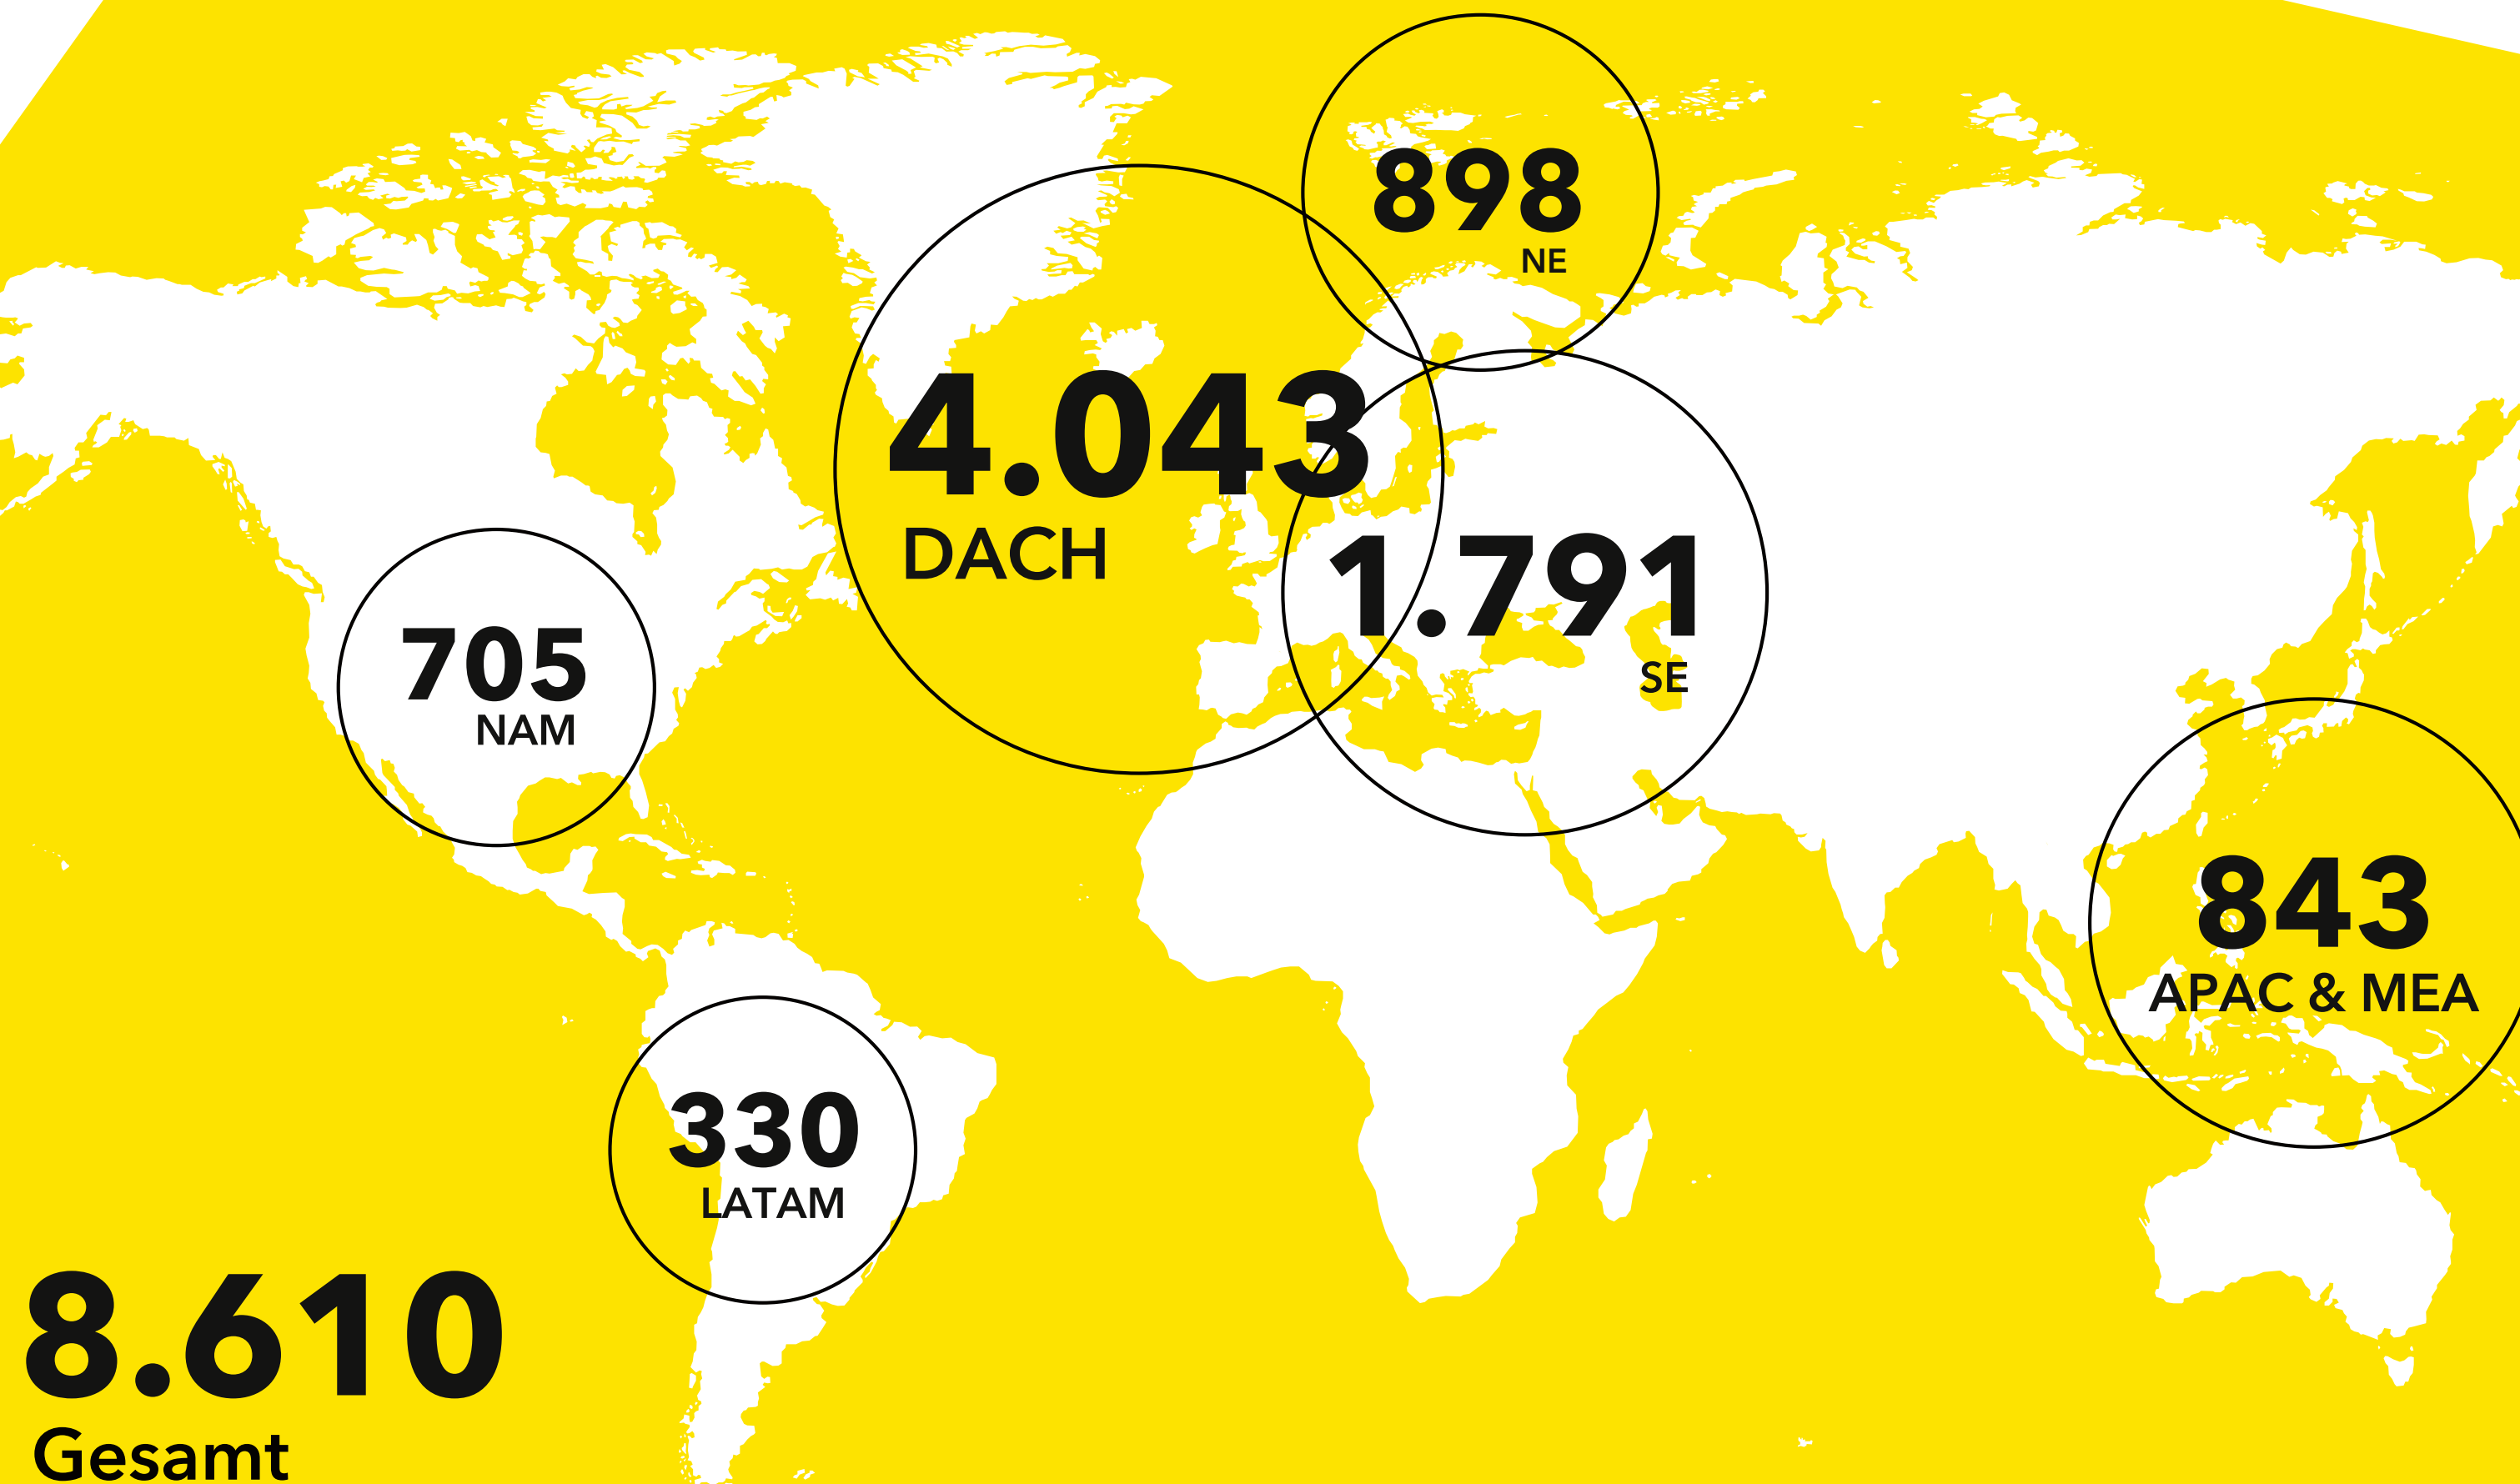 898
NE
4.043
DACH
1.791
SE
705
NAM
843
APAC & MEA
330
LATAM
8.610
Gesamt